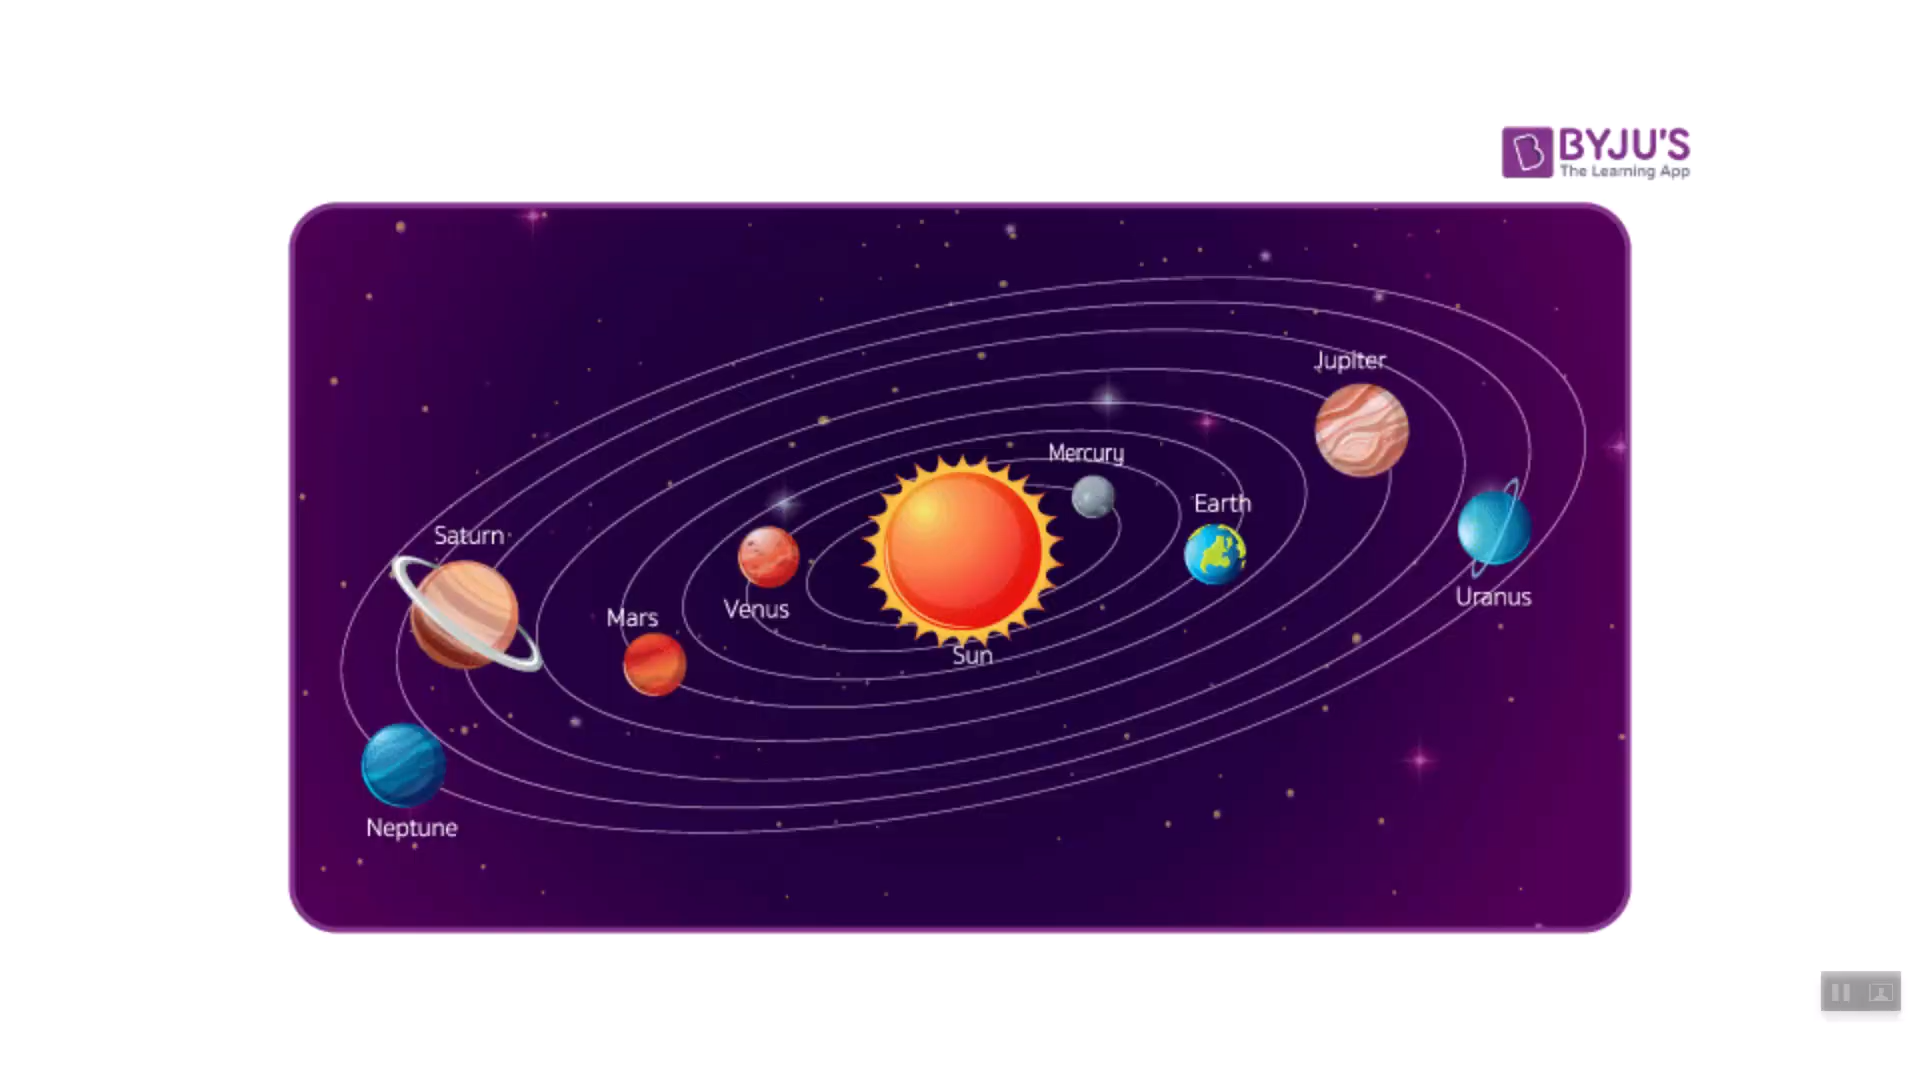 BYJU'S
The Learning App
Jupiter
Mercury
Earth
Saturn
Uranus
Venus
Mars
Sun
Neptune